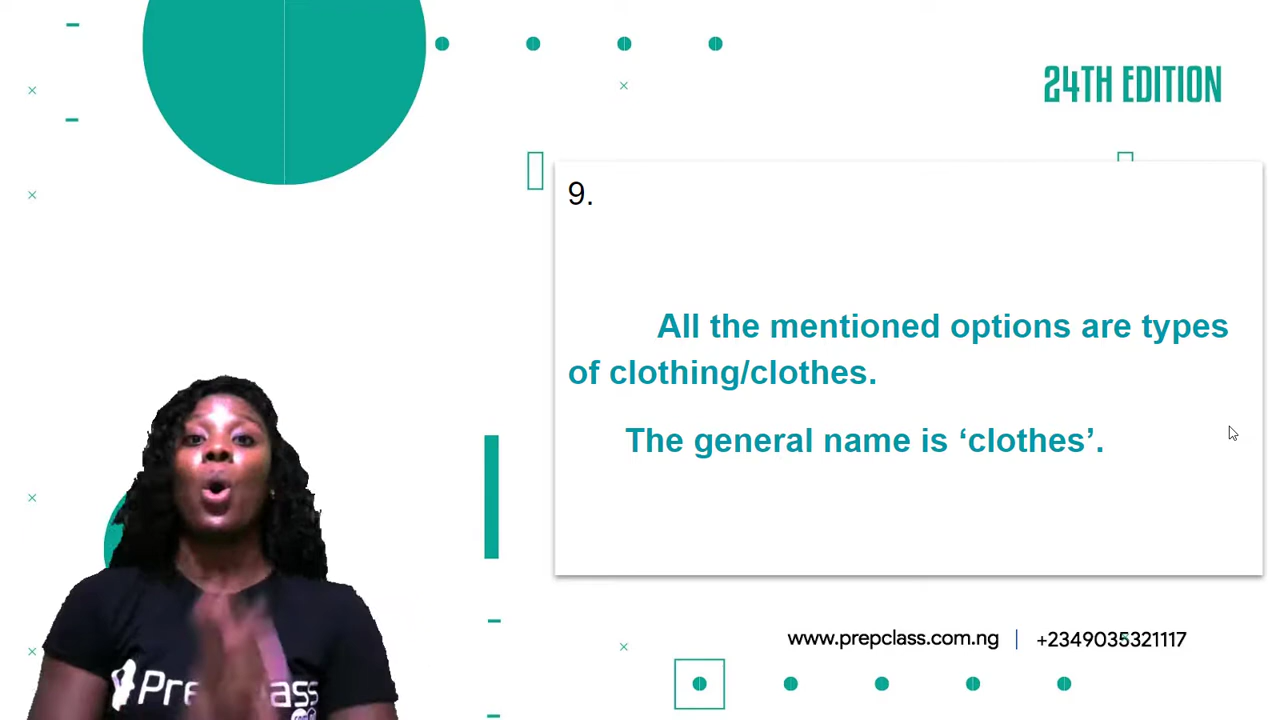 24TH EDITION
9.
All the mentioned options are types
of clothing/clothes.
The general name is ‘clothes’.
www.prepclass.com.ng | +2349035321117